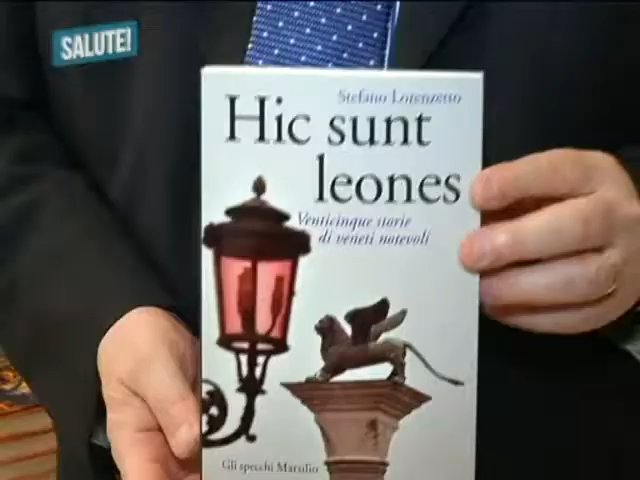 SALUTE!
Stefano Lorenzetto
Hic sunt
leones
Venticinque storie
di veneti notevoli
Gli specchi Marsilio